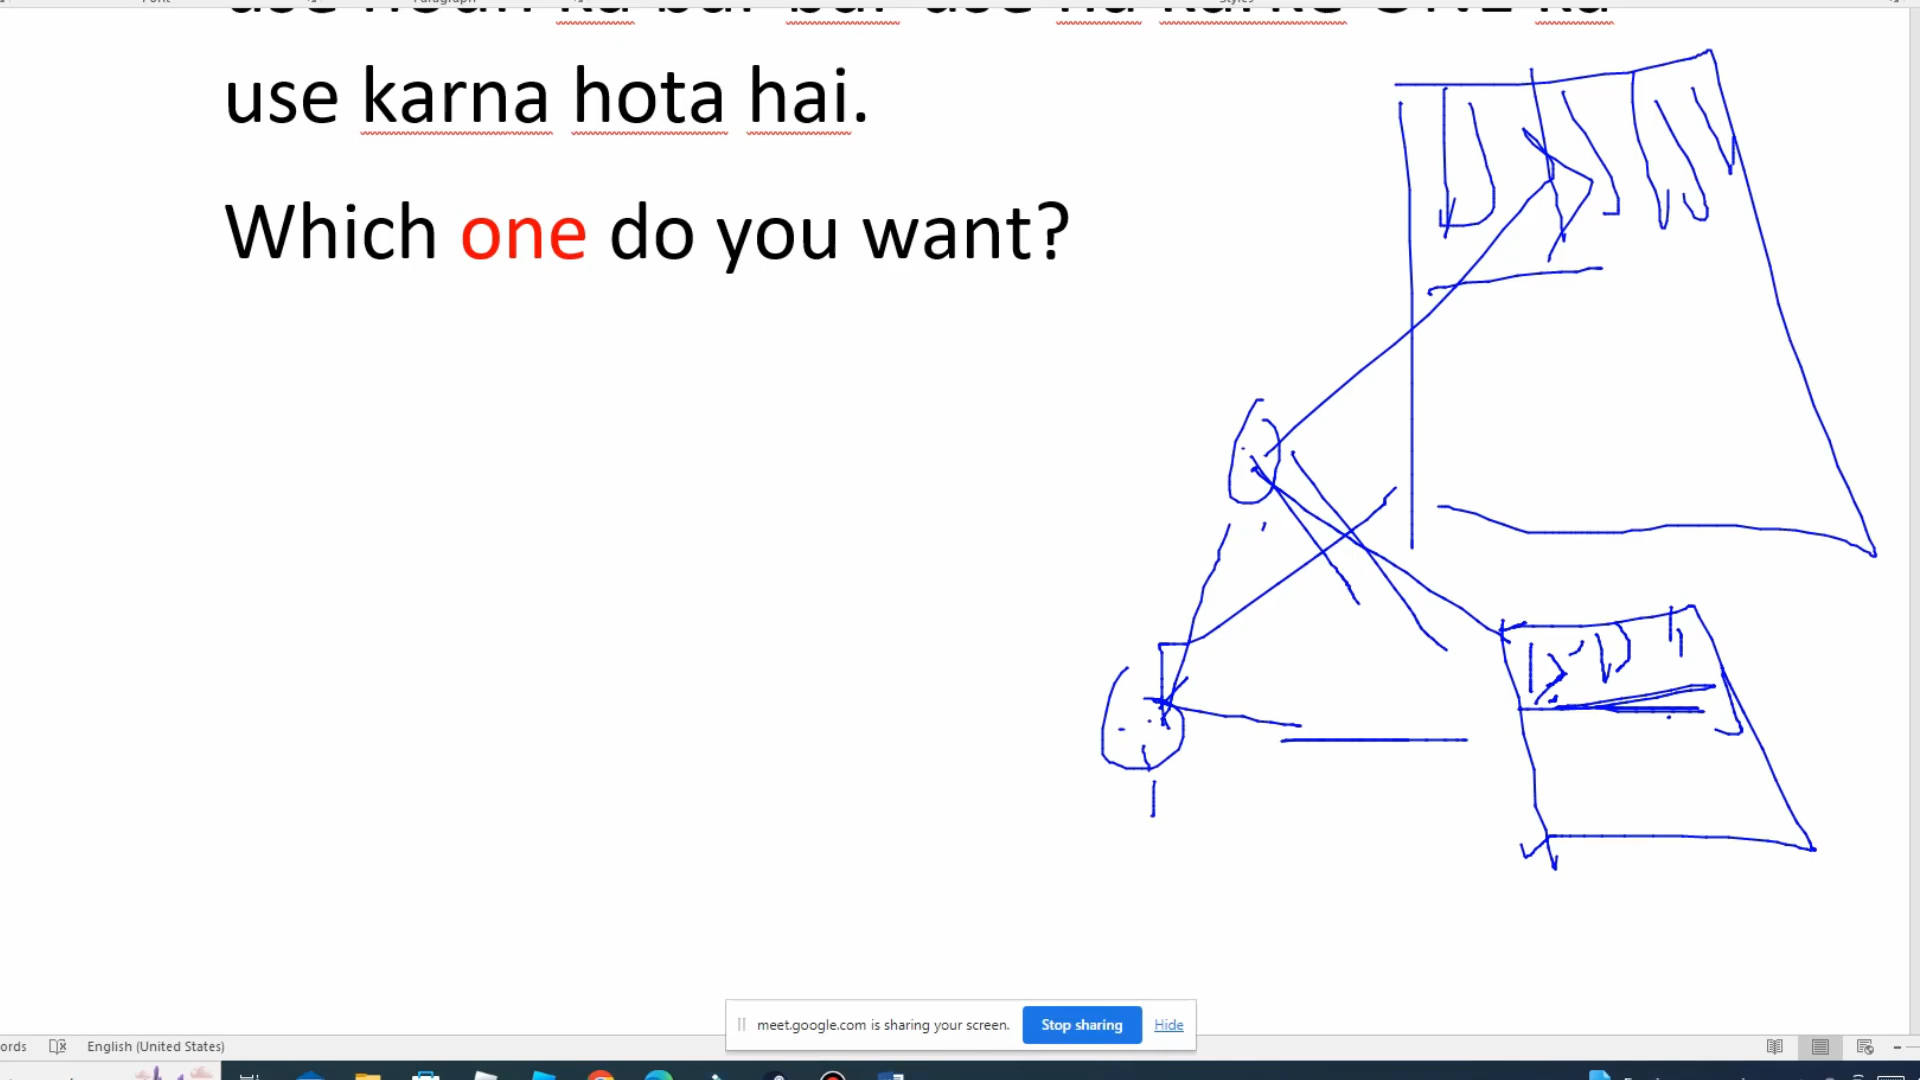 use karna hota hai.
Which one do you want?
meet.google.com is sharing your screen.
Stop sharing
Hide
English (United States)